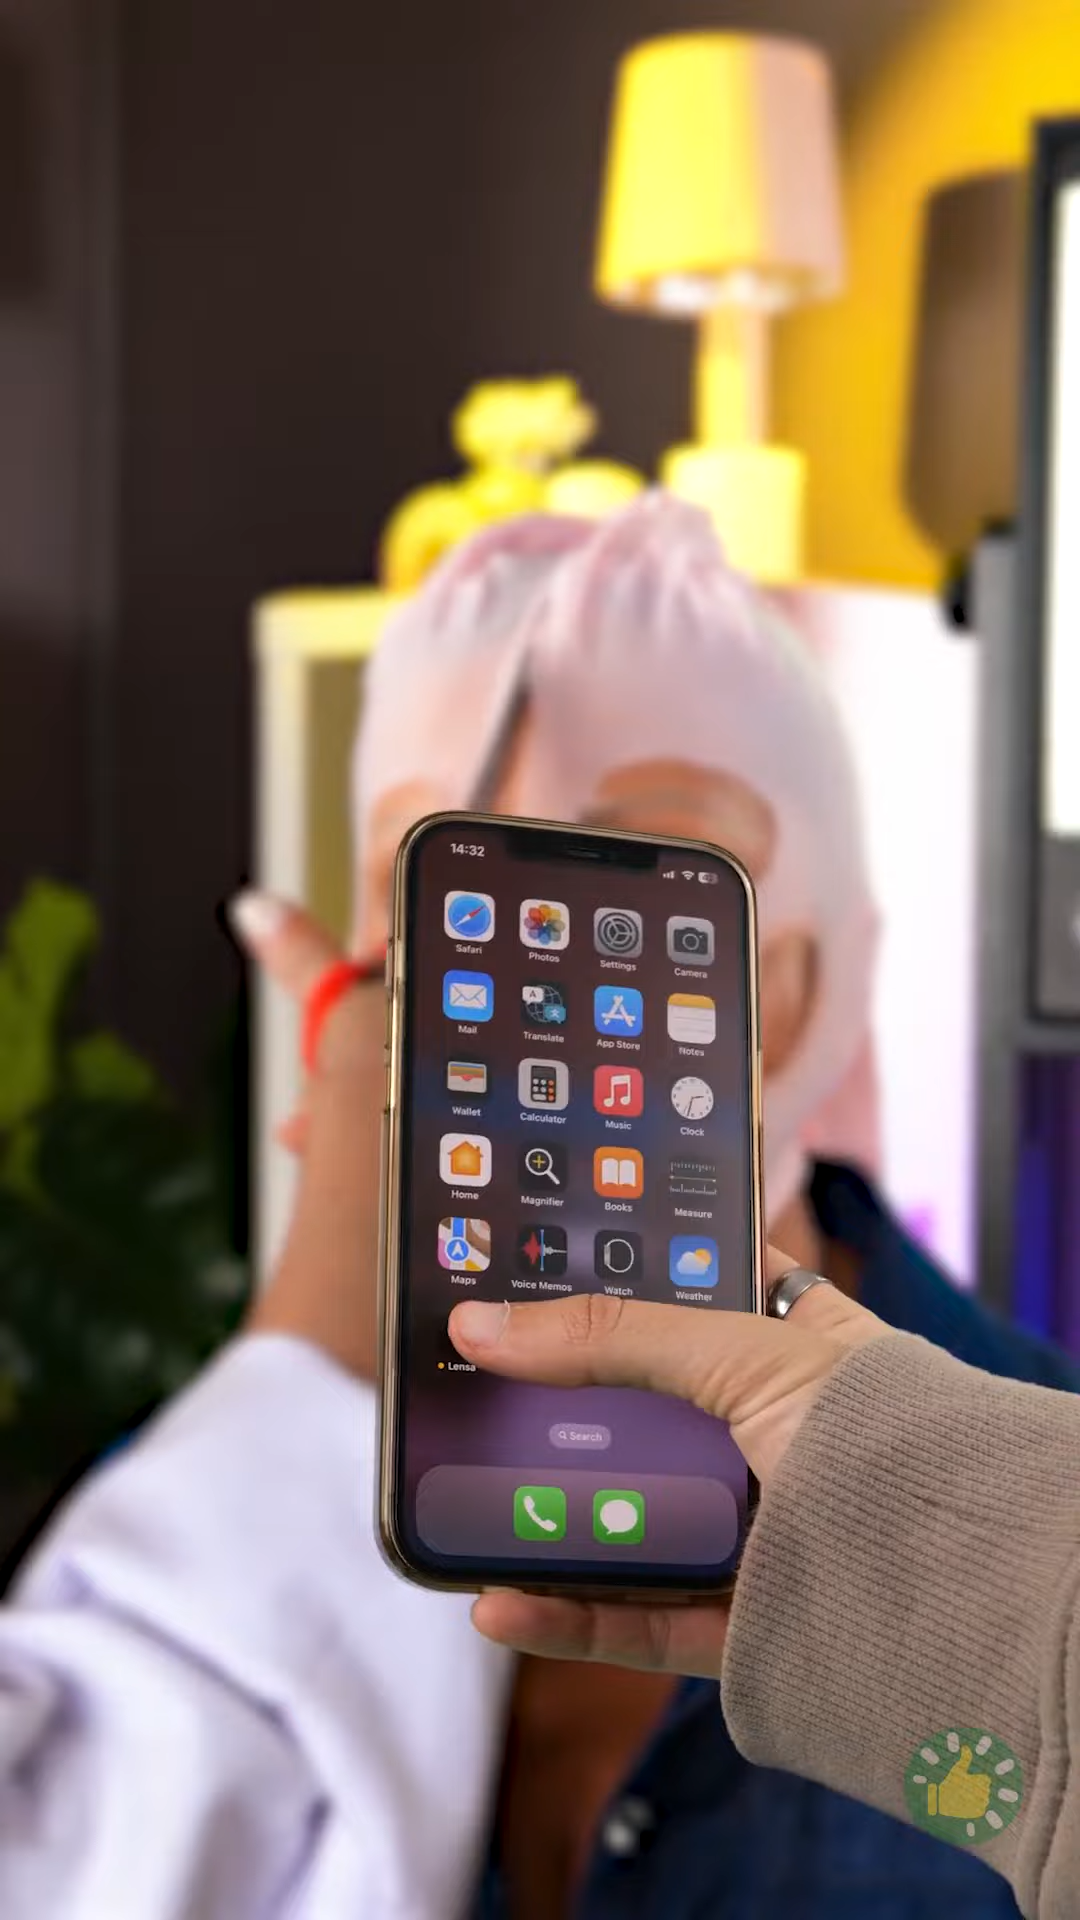 14:32
Safari Photos Settings Camera
Mail Translate App Store Notes
Wallet Calculator Music Clock
Home Magnifier Books Measure
Maps Voice Memos Watch Weather
Lensa
Search